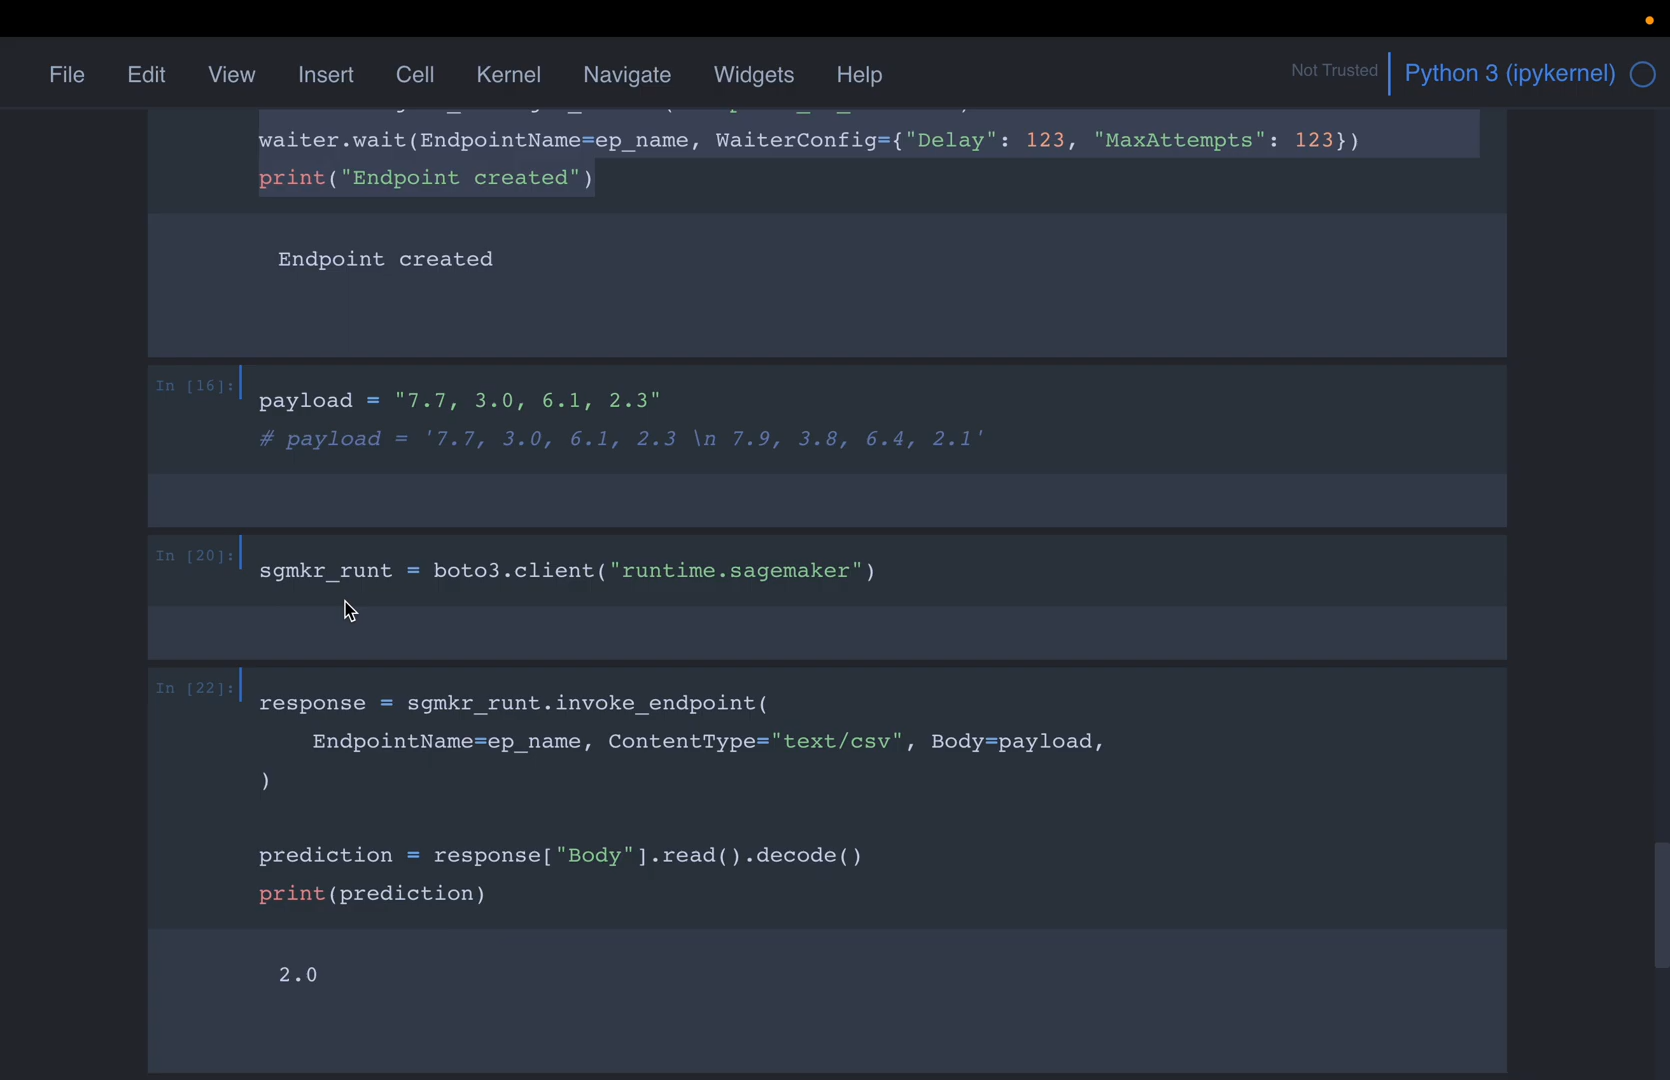 File Edit View Insert Cell Kernel Navigate Widgets Help Not Trusted Python 3 (ipykernel)
waiter.wait(EndpointName=ep_name, WaiterConfig={"Delay": 123, "MaxAttempts": 123})
print("Endpoint created")
Endpoint created
In [16]:
payload = "7.7, 3.0, 6.1, 2.3"
# payload = '7.7, 3.0, 6.1, 2.3 \n 7.9, 3.8, 6.4, 2.1'
In [20]:
sgmkr_runt = boto3.client("runtime.sagemaker")
In [22]:
response = sgmkr_runt.invoke_endpoint(
    EndpointName=ep_name, ContentType="text/csv", Body=payload,
)
prediction = response["Body"].read().decode()
print(prediction)
2.0